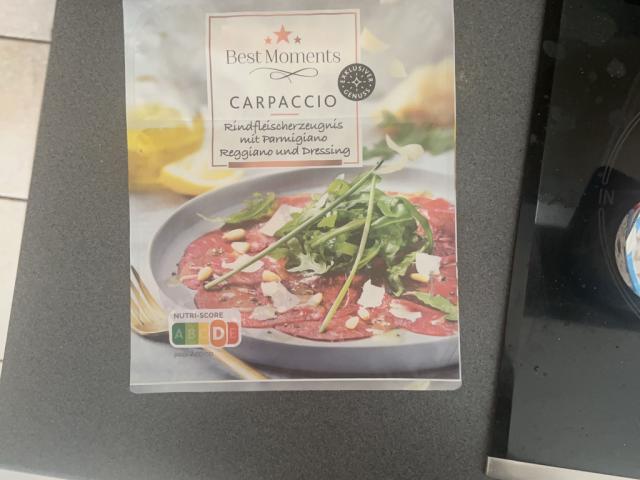 Best Moments
EXKLUSIVER
GENUSS
CARPACCIO
Rindfleischerzeugnis
mit Parmigiano
Reggiano und Dressing
NUTRI-SCORE
A B C D E